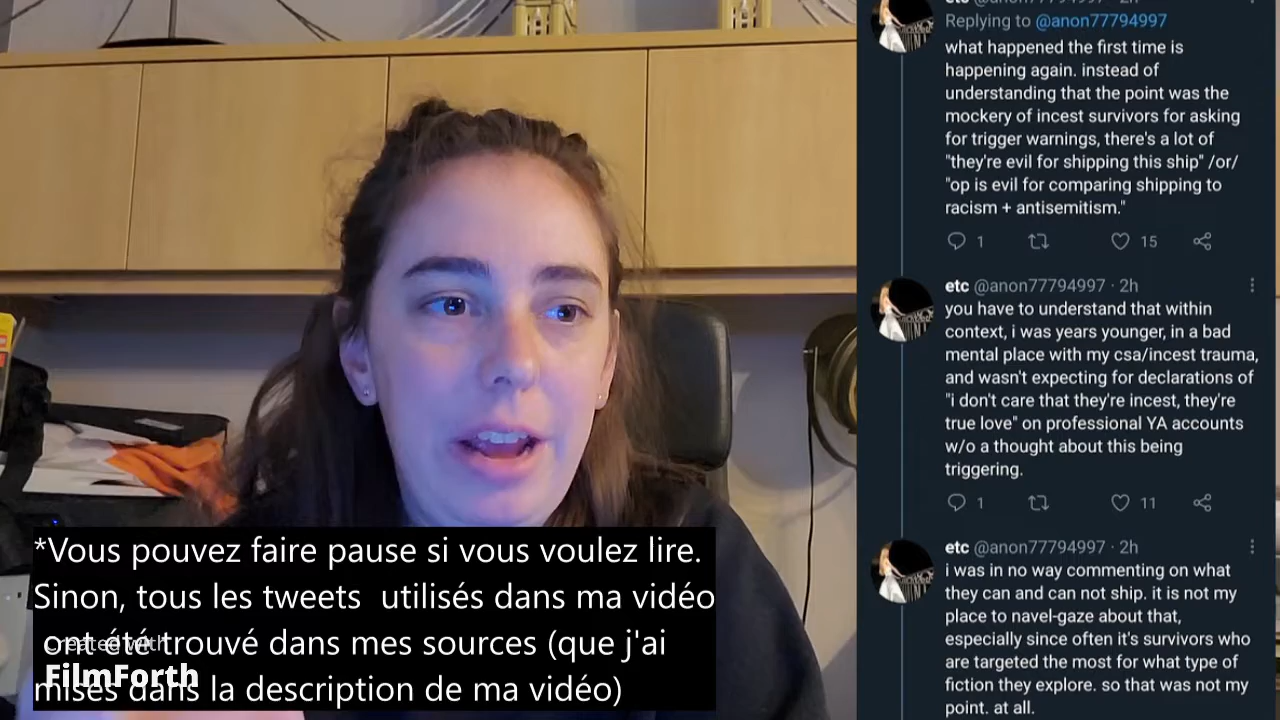 *Vous pouvez faire pause si vous voulez lire.
Sinon, tous les tweets utilisés dans ma vidéo
ont été trouvé dans mes sources (que j'ai
mises dans la description de ma vidéo)
created with
FilmForth
etc @anon77794997 · 2h
Replying to @anon77794997
what happened the first time is
happening again. instead of
understanding that the point was the
mockery of incest survivors for asking
for trigger warnings, there's a lot of
"they're evil for shipping this ship" /or/
"op is evil for comparing shipping to
racism + antisemitism."
1 15
etc @anon77794997 · 2h
you have to understand that within
context, i was years younger, in a bad
mental place with my csa/incest trauma,
and wasn't expecting for declarations of
"i don't care that they're incest, they're
true love" on professional YA accounts
w/o a thought about this being
triggering.
1 11
etc @anon77794997 · 2h
i was in no way commenting on what
they can and can not ship. it is not my
place to navel-gaze about that,
especially since often it's survivors who
are targeted the most for what type of
fiction they explore. so that was not my
point. at all.